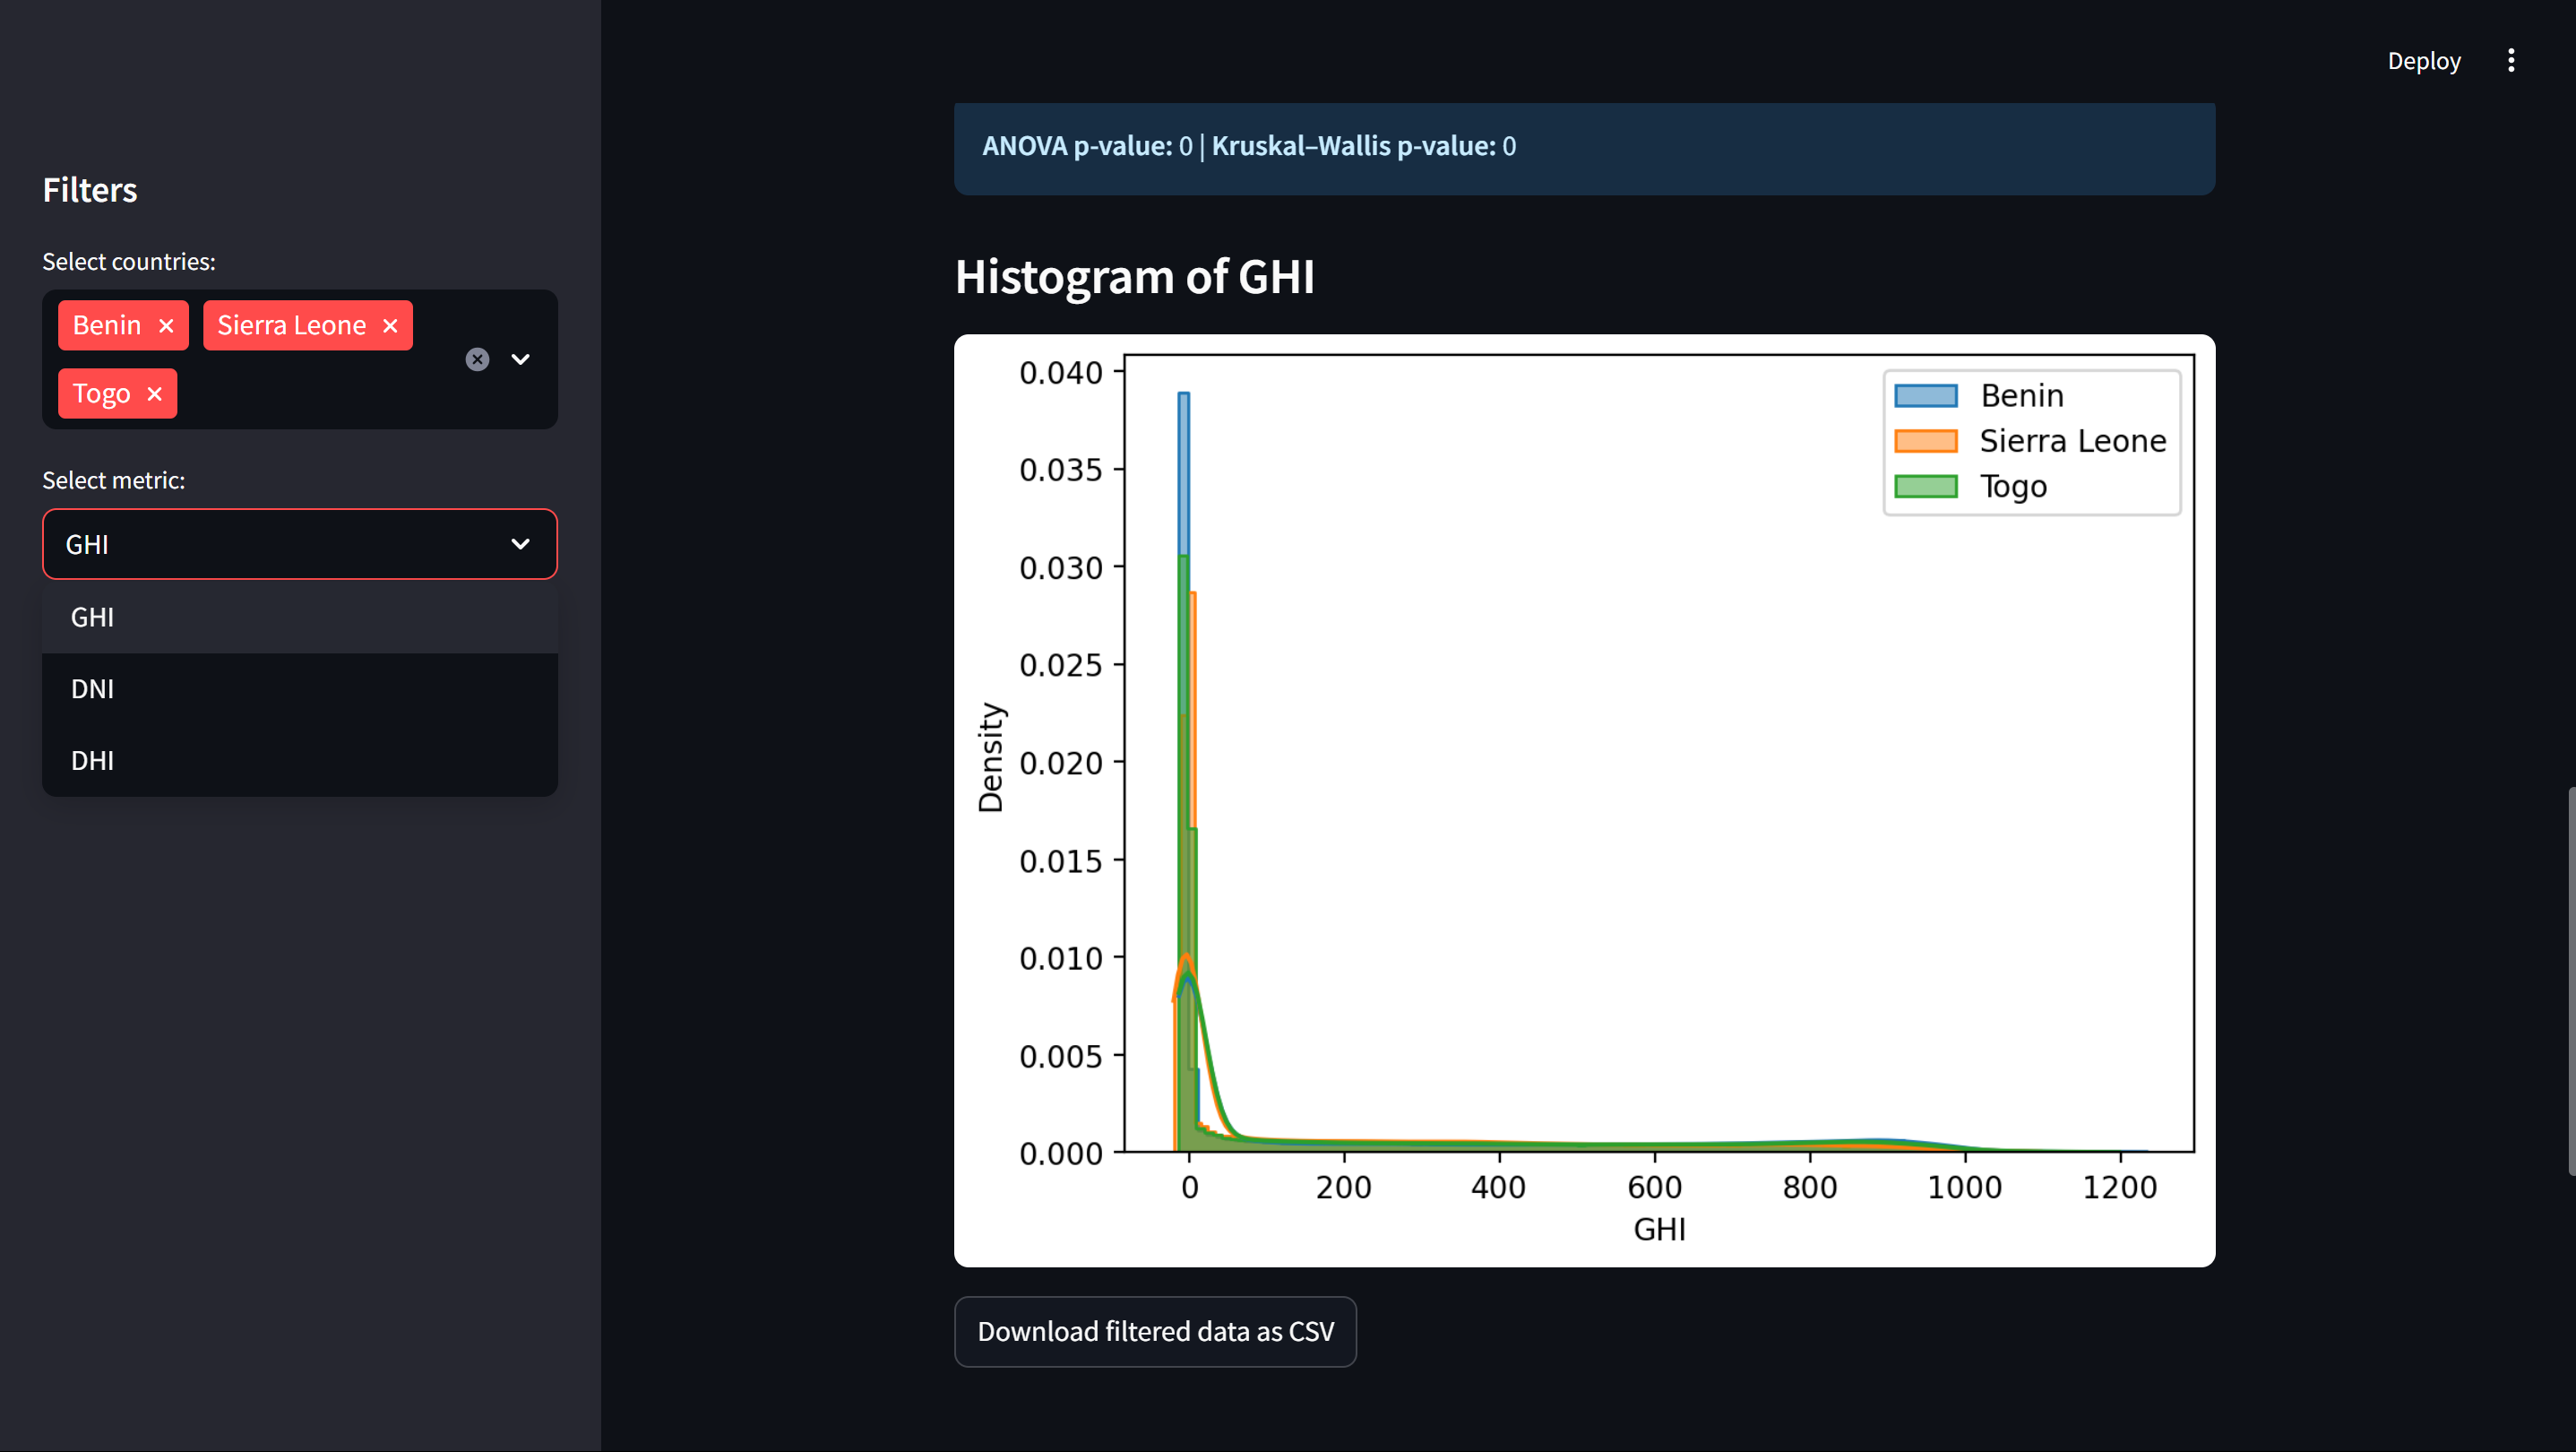 Deploy
Filters
Select countries:
Benin
Sierra Leone
Togo
Select metric:
GHI
GHI
DNI
DHI
ANOVA p-value: 0 | Kruskal–Wallis p-value: 0
Histogram of GHI
0.040
0.035
0.030
0.025
0.020
0.015
0.010
0.005
0.000
Density
Benin
Sierra Leone
Togo
0 200 400 600 800 1000 1200
GHI
Download filtered data as CSV